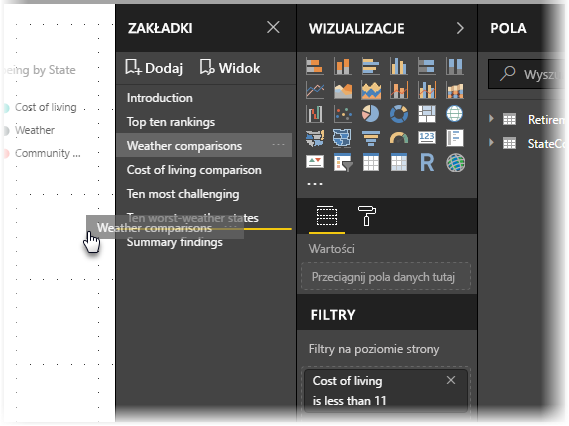 eing by State
Cost of living
Weather
Community ...
ZAKŁADKI
Dodaj
Widok
Introduction
Top ten rankings
Weather comparisons ...
Cost of living comparison
Ten most challenging
Ten worst-weather states
Weather comparisons ...
Summary findings
WIZUALIZACJE
123
R
...
Wartości
Przeciągnij pola danych tutaj
FILTRY
Filtry na poziomie strony
Cost of living
is less than 11
POLA
Wyszu
Retirem
StateCo